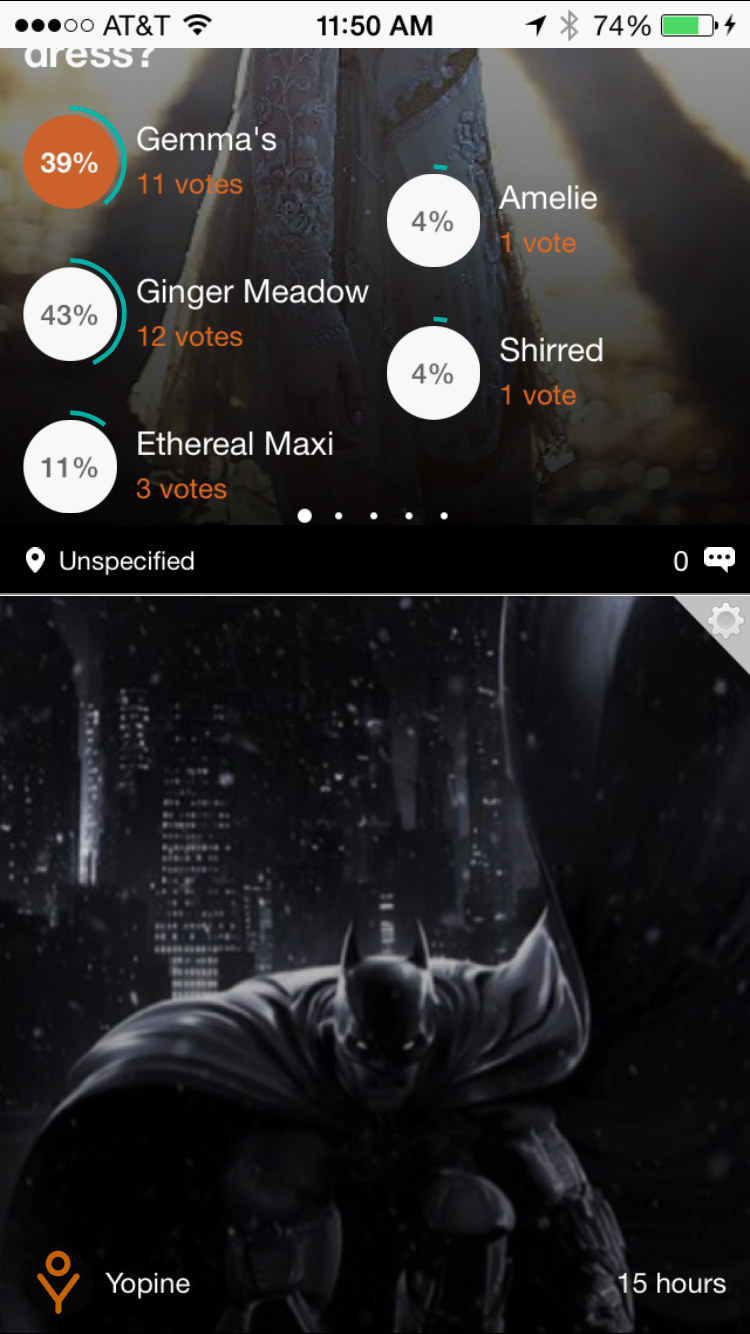 AT&T 11:50 AM 74%
dress?
39% Gemma's
11 votes
4% Amelie
1 vote
43% Ginger Meadow
12 votes
4% Shirred
1 vote
11% Ethereal Maxi
3 votes
Unspecified 0
Yopine 15 hours